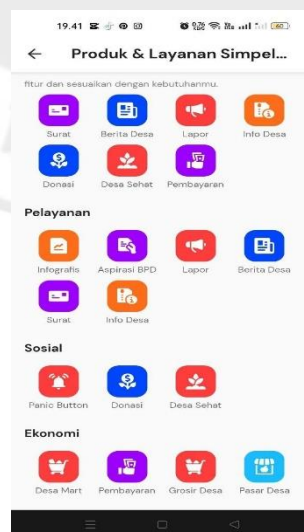 19.41
60
Produk & Layanan Simpel...
fitur dan sesuaikan dengan kebutuhanmu.
Surat Berita Desa Lapor Info Desa
Donasi Desa Sehat Pembayaran
Pelayanan
Infografis Aspirasi BPD Lapor Berita Desa
Surat Info Desa
Sosial
Panic Button Donasi Desa Sehat
Ekonomi
Desa Mart Pembayaran Grosir Desa Pasar Desa